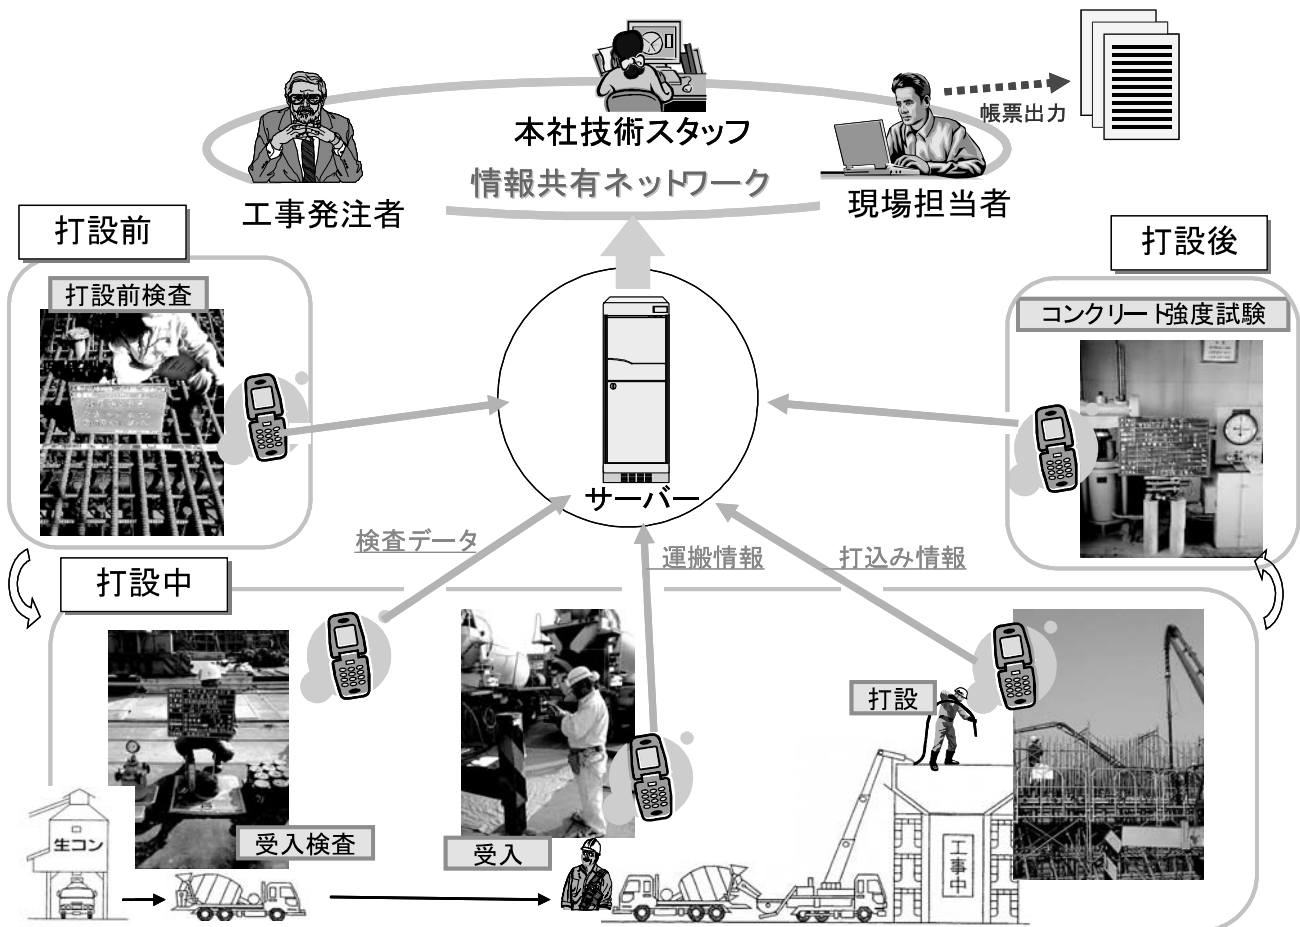 本社技術スタッフ
帳票出力
情報共有ネットワーク
工事発注者
現場担当者
打設前
打設後
打設前検査
コンクリート強度試験
サーバー
検査データ
運搬情報
打込み情報
打設中
打設
生コン
受入検査
受入
工事中